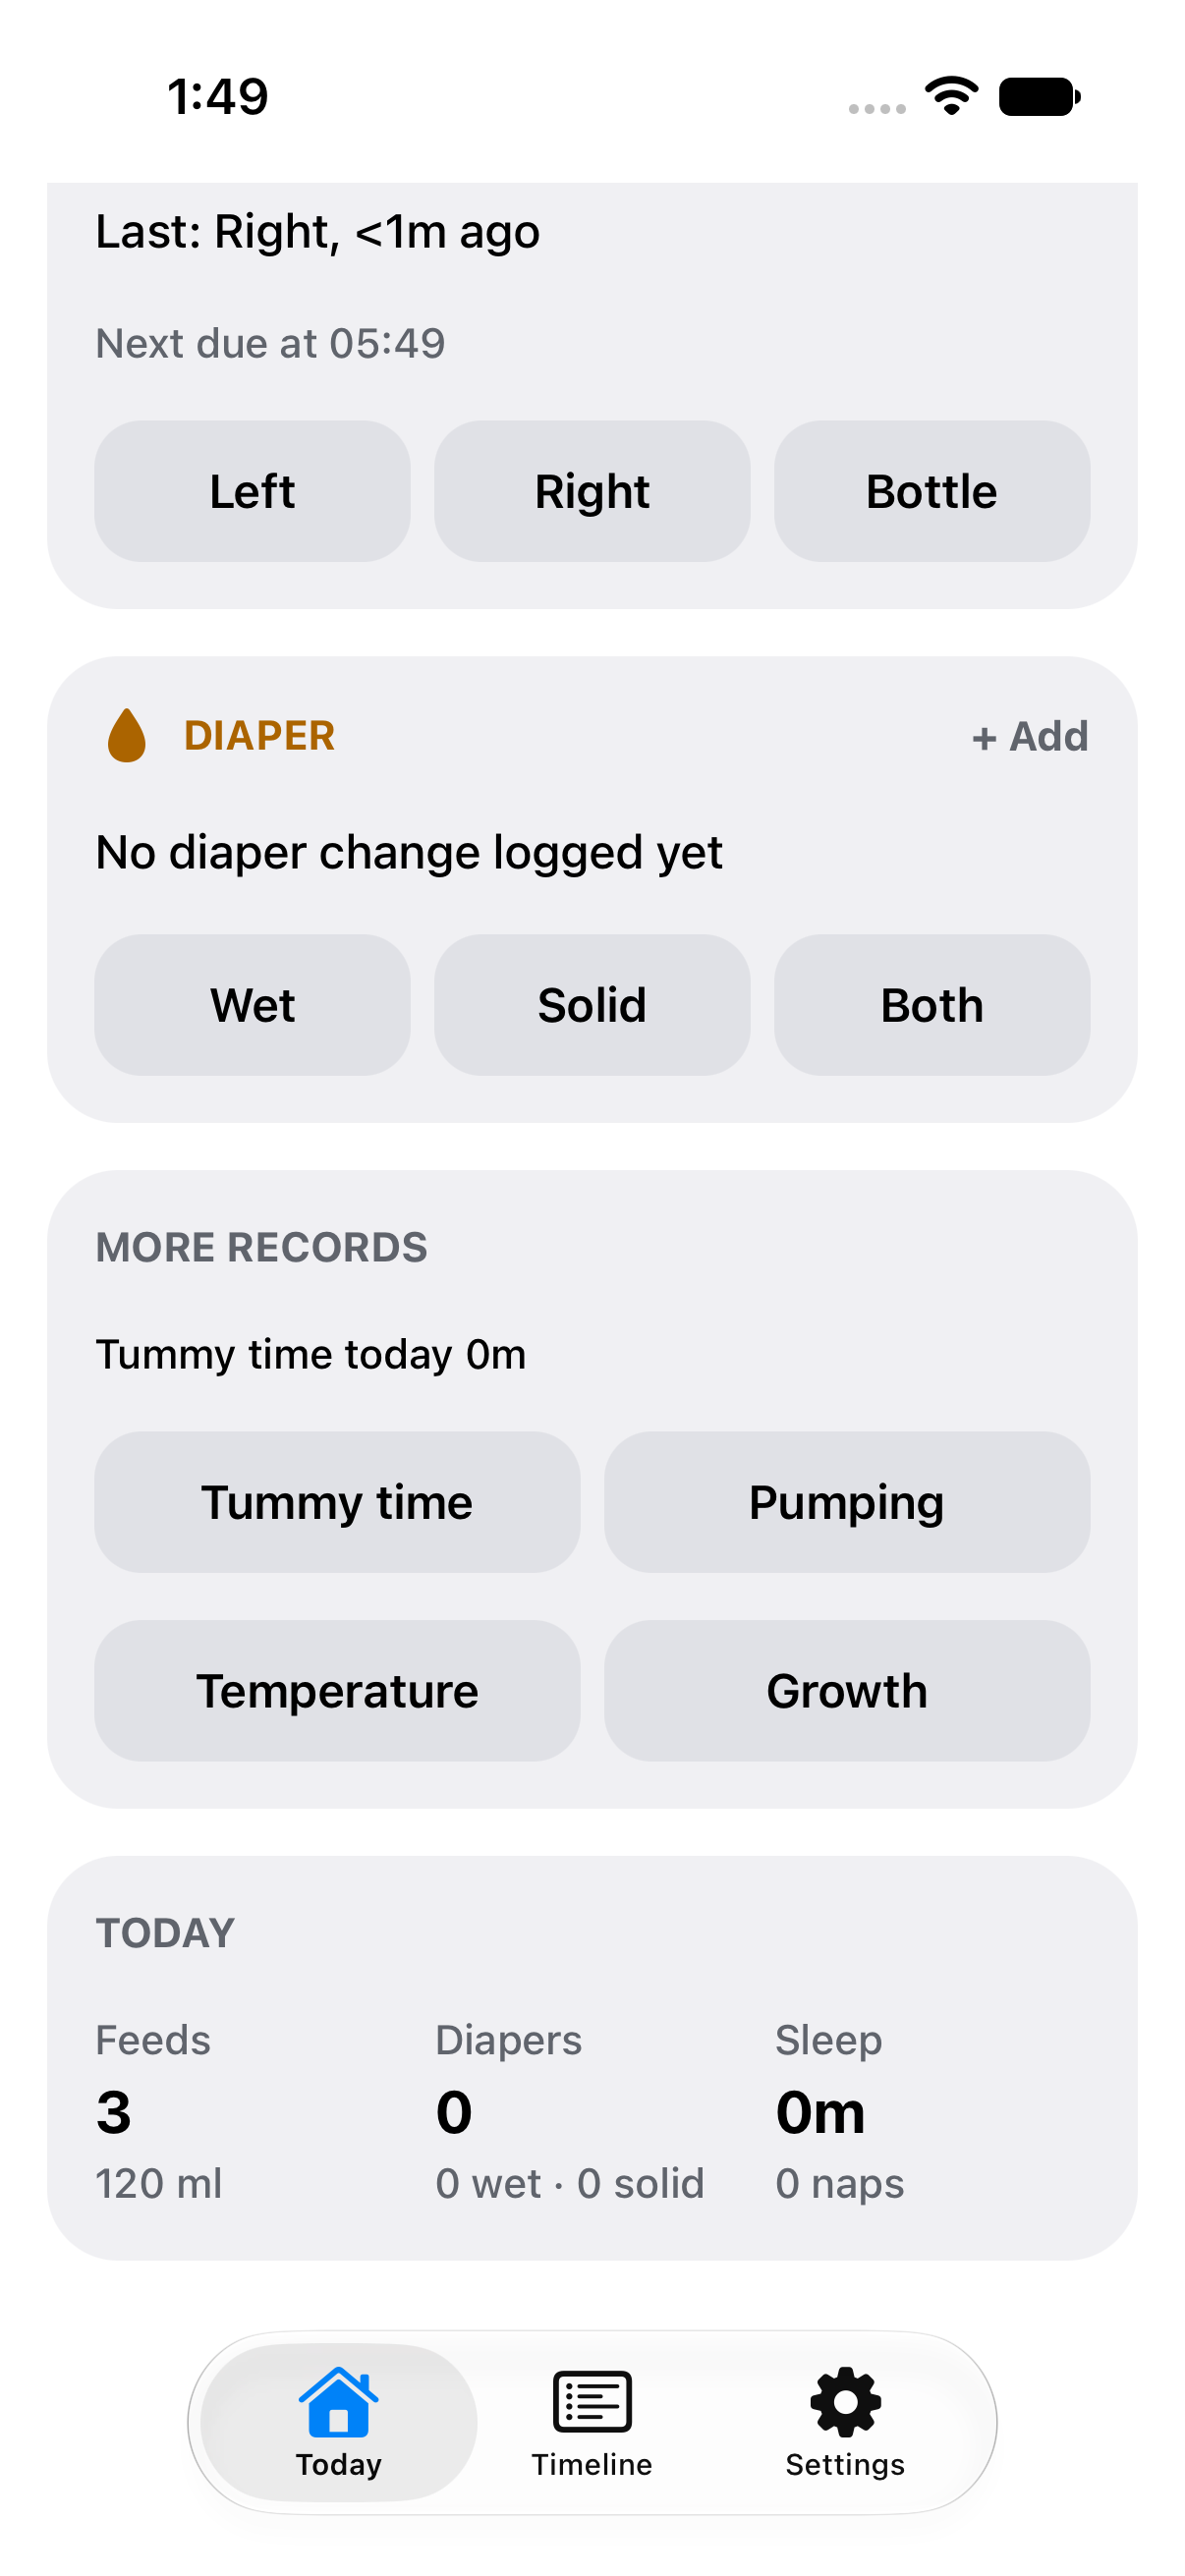 1:49
Last: Right, <1m ago
Next due at 05:49
Left Right Bottle
DIAPER + Add
No diaper change logged yet
Wet Solid Both
MORE RECORDS
Tummy time today 0m
Tummy time Pumping
Temperature Growth
TODAY
Feeds Diapers Sleep
3 0 0m
120 ml 0 wet · 0 solid 0 naps
Today Timeline Settings